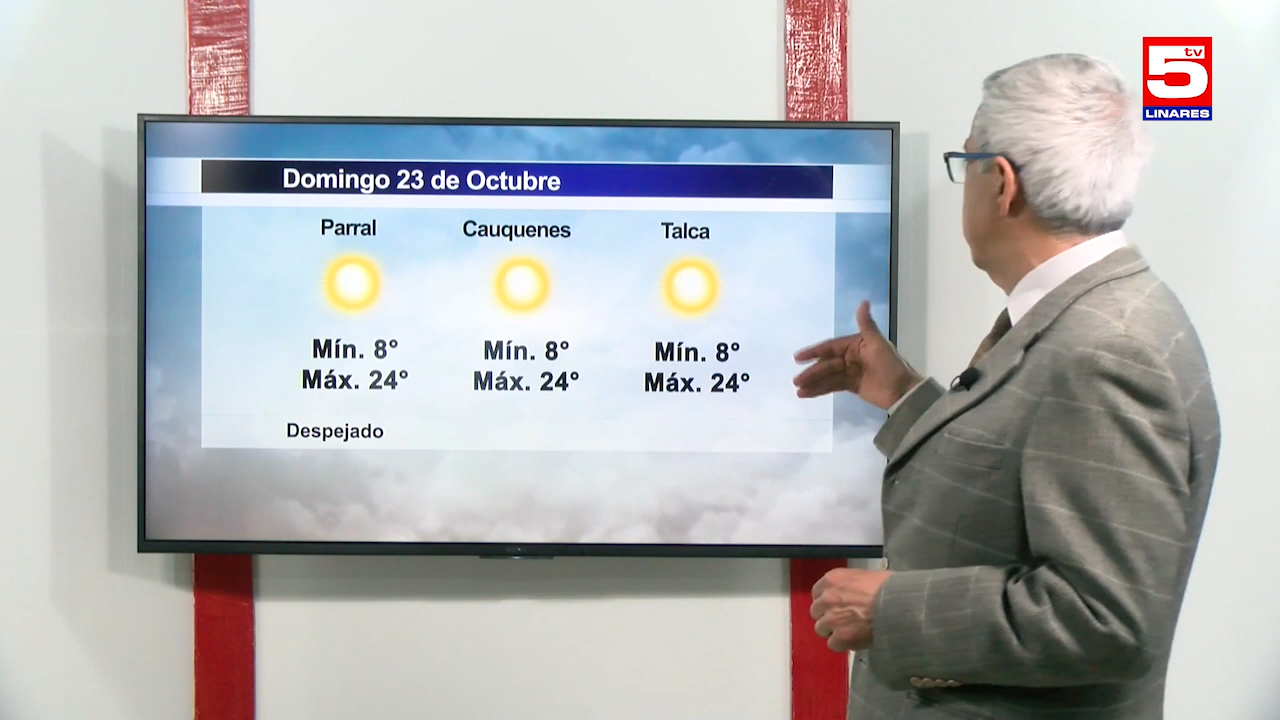 5
tv
LINARES
Domingo 23 de Octubre
Parral
Cauquenes
Talca
Mín. 8°
Máx. 24°
Mín. 8°
Máx. 24°
Mín. 8°
Máx. 24°
Despejado